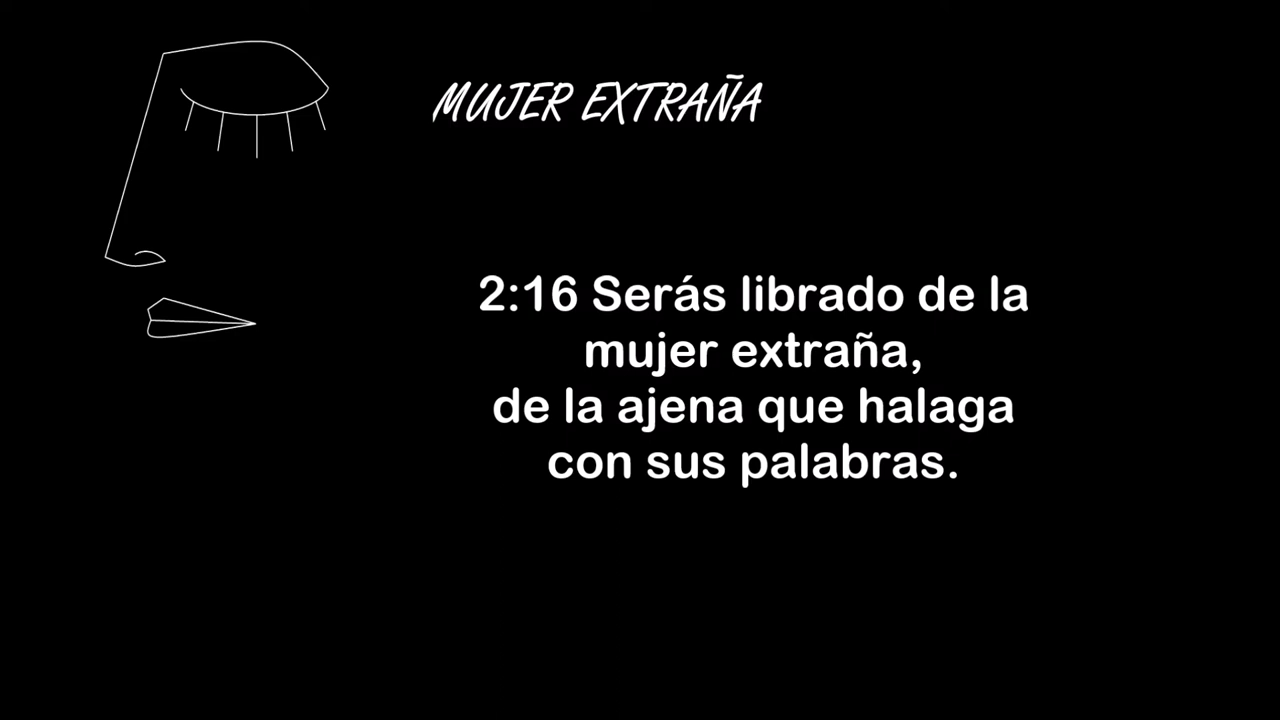 MUJER EXTRAÑA
2:16 Serás librado de la
mujer extraña,
de la ajena que halaga
con sus palabras.